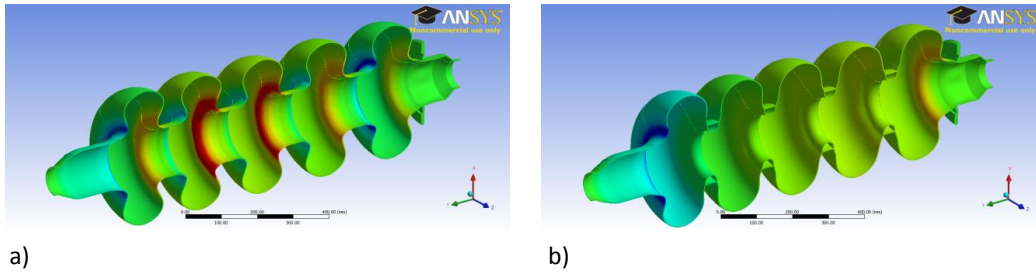 ANSYS
Noncommercial use only
0.00 200.00 400.00 (mm)
100.00 300.00
X
Y Z
a)
ANSYS
Noncommercial use only
0.00 200.00 400.00 (mm)
100.00 300.00
X
Y Z
b)